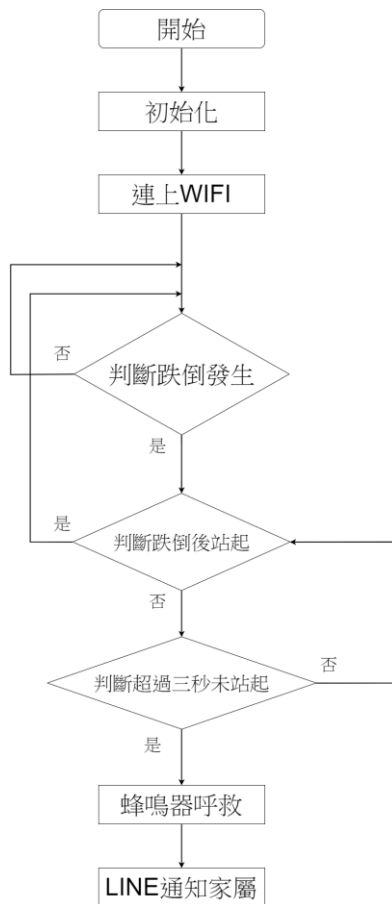 開始
初始化
連上WIFI
否
判斷跌倒發生
是
是
判斷跌倒後站起
否
否
判斷超過三秒未站起
是
蜂鳴器呼救
LINE通知家屬